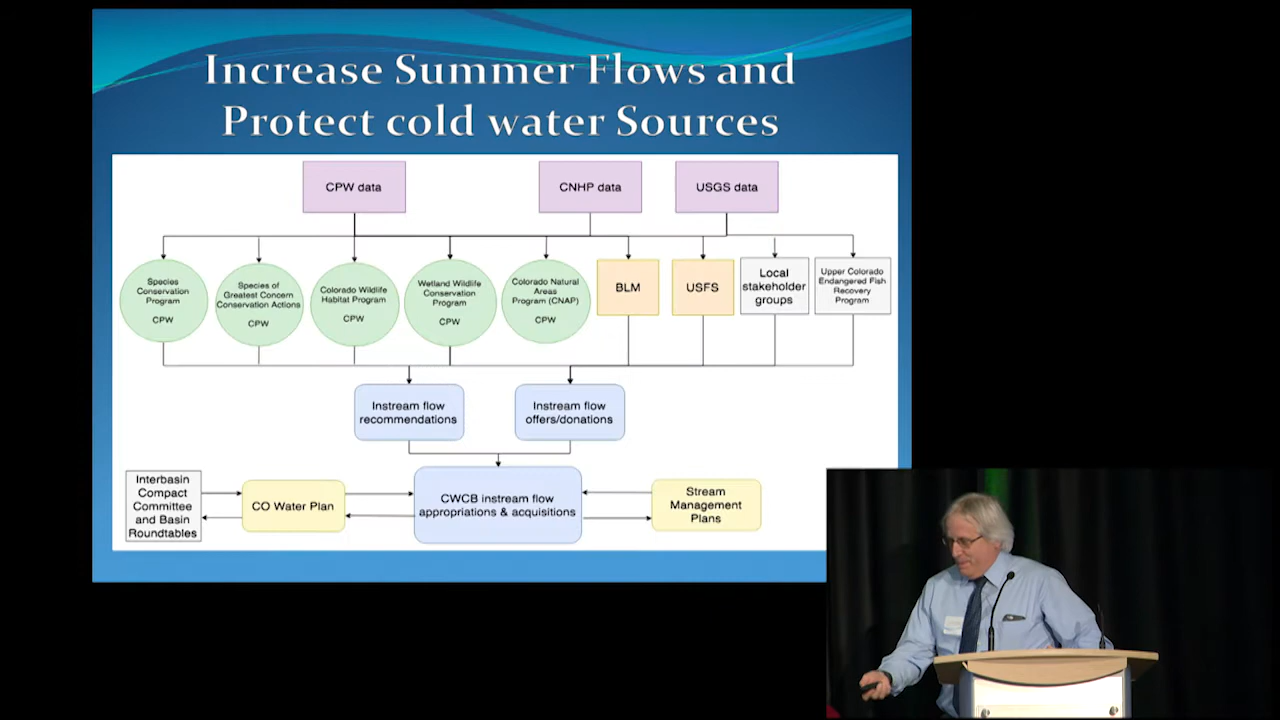 Increase Summer Flows and
Protect cold water Sources
CPW data
CNHP data
USGS data
Species
Conservation
Program
CPW
Species of
Greatest Concern
Conservation Actions
CPW
Colorado Wildlife
Habitat Program
CPW
Wetland Wildlife
Conservation
Program
CPW
Colorado Natural
Areas
Program (CNAP)
CPW
BLM
USFS
Local
stakeholder
groups
Upper Colorado
Endangered Fish
Recovery
Program
Instream flow
recommendations
Instream flow
offers/donations
Interbasin
Compact
Committee
and Basin
Roundtables
CO Water Plan
CWCB instream flow
appropriations & acquisitions
Stream
Management
Plans